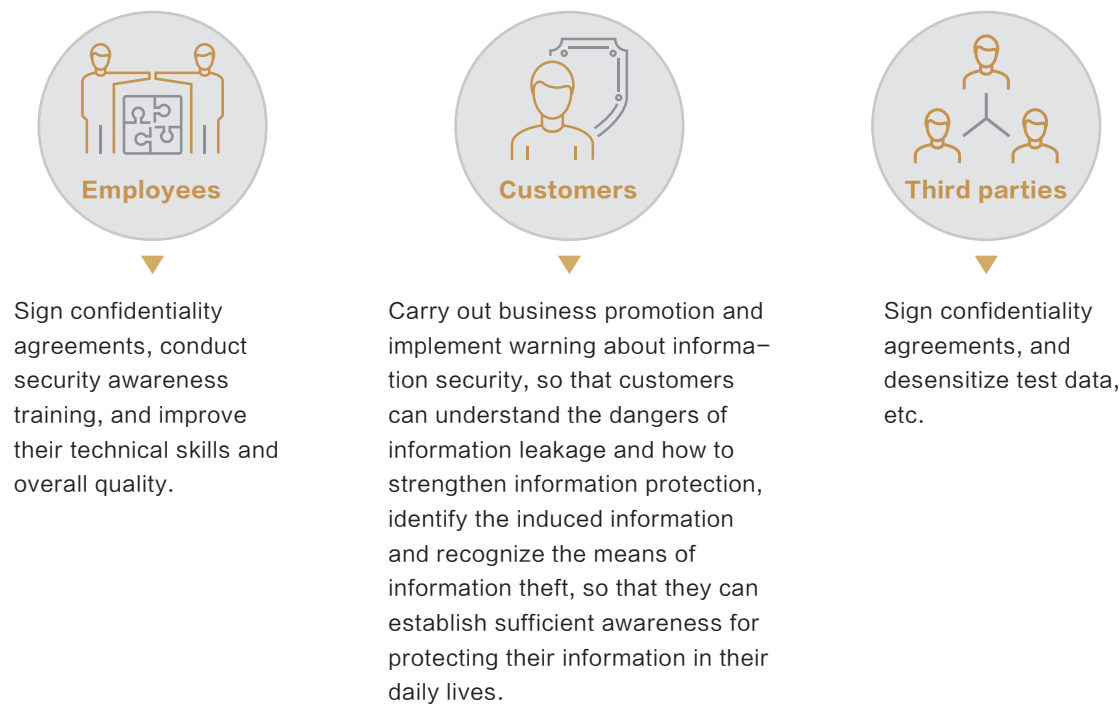 Employees
Sign confidentiality
agreements, conduct
security awareness
training, and improve
their technical skills and
overall quality.
Customers
Carry out business promotion and
implement warning about informa–
tion security, so that customers
can understand the dangers of
information leakage and how to
strengthen information protection,
identify the induced information
and recognize the means of
information theft, so that they can
establish sufficient awareness for
protecting their information in their
daily lives.
Third parties
Sign confidentiality
agreements, and
desensitize test data,
etc.